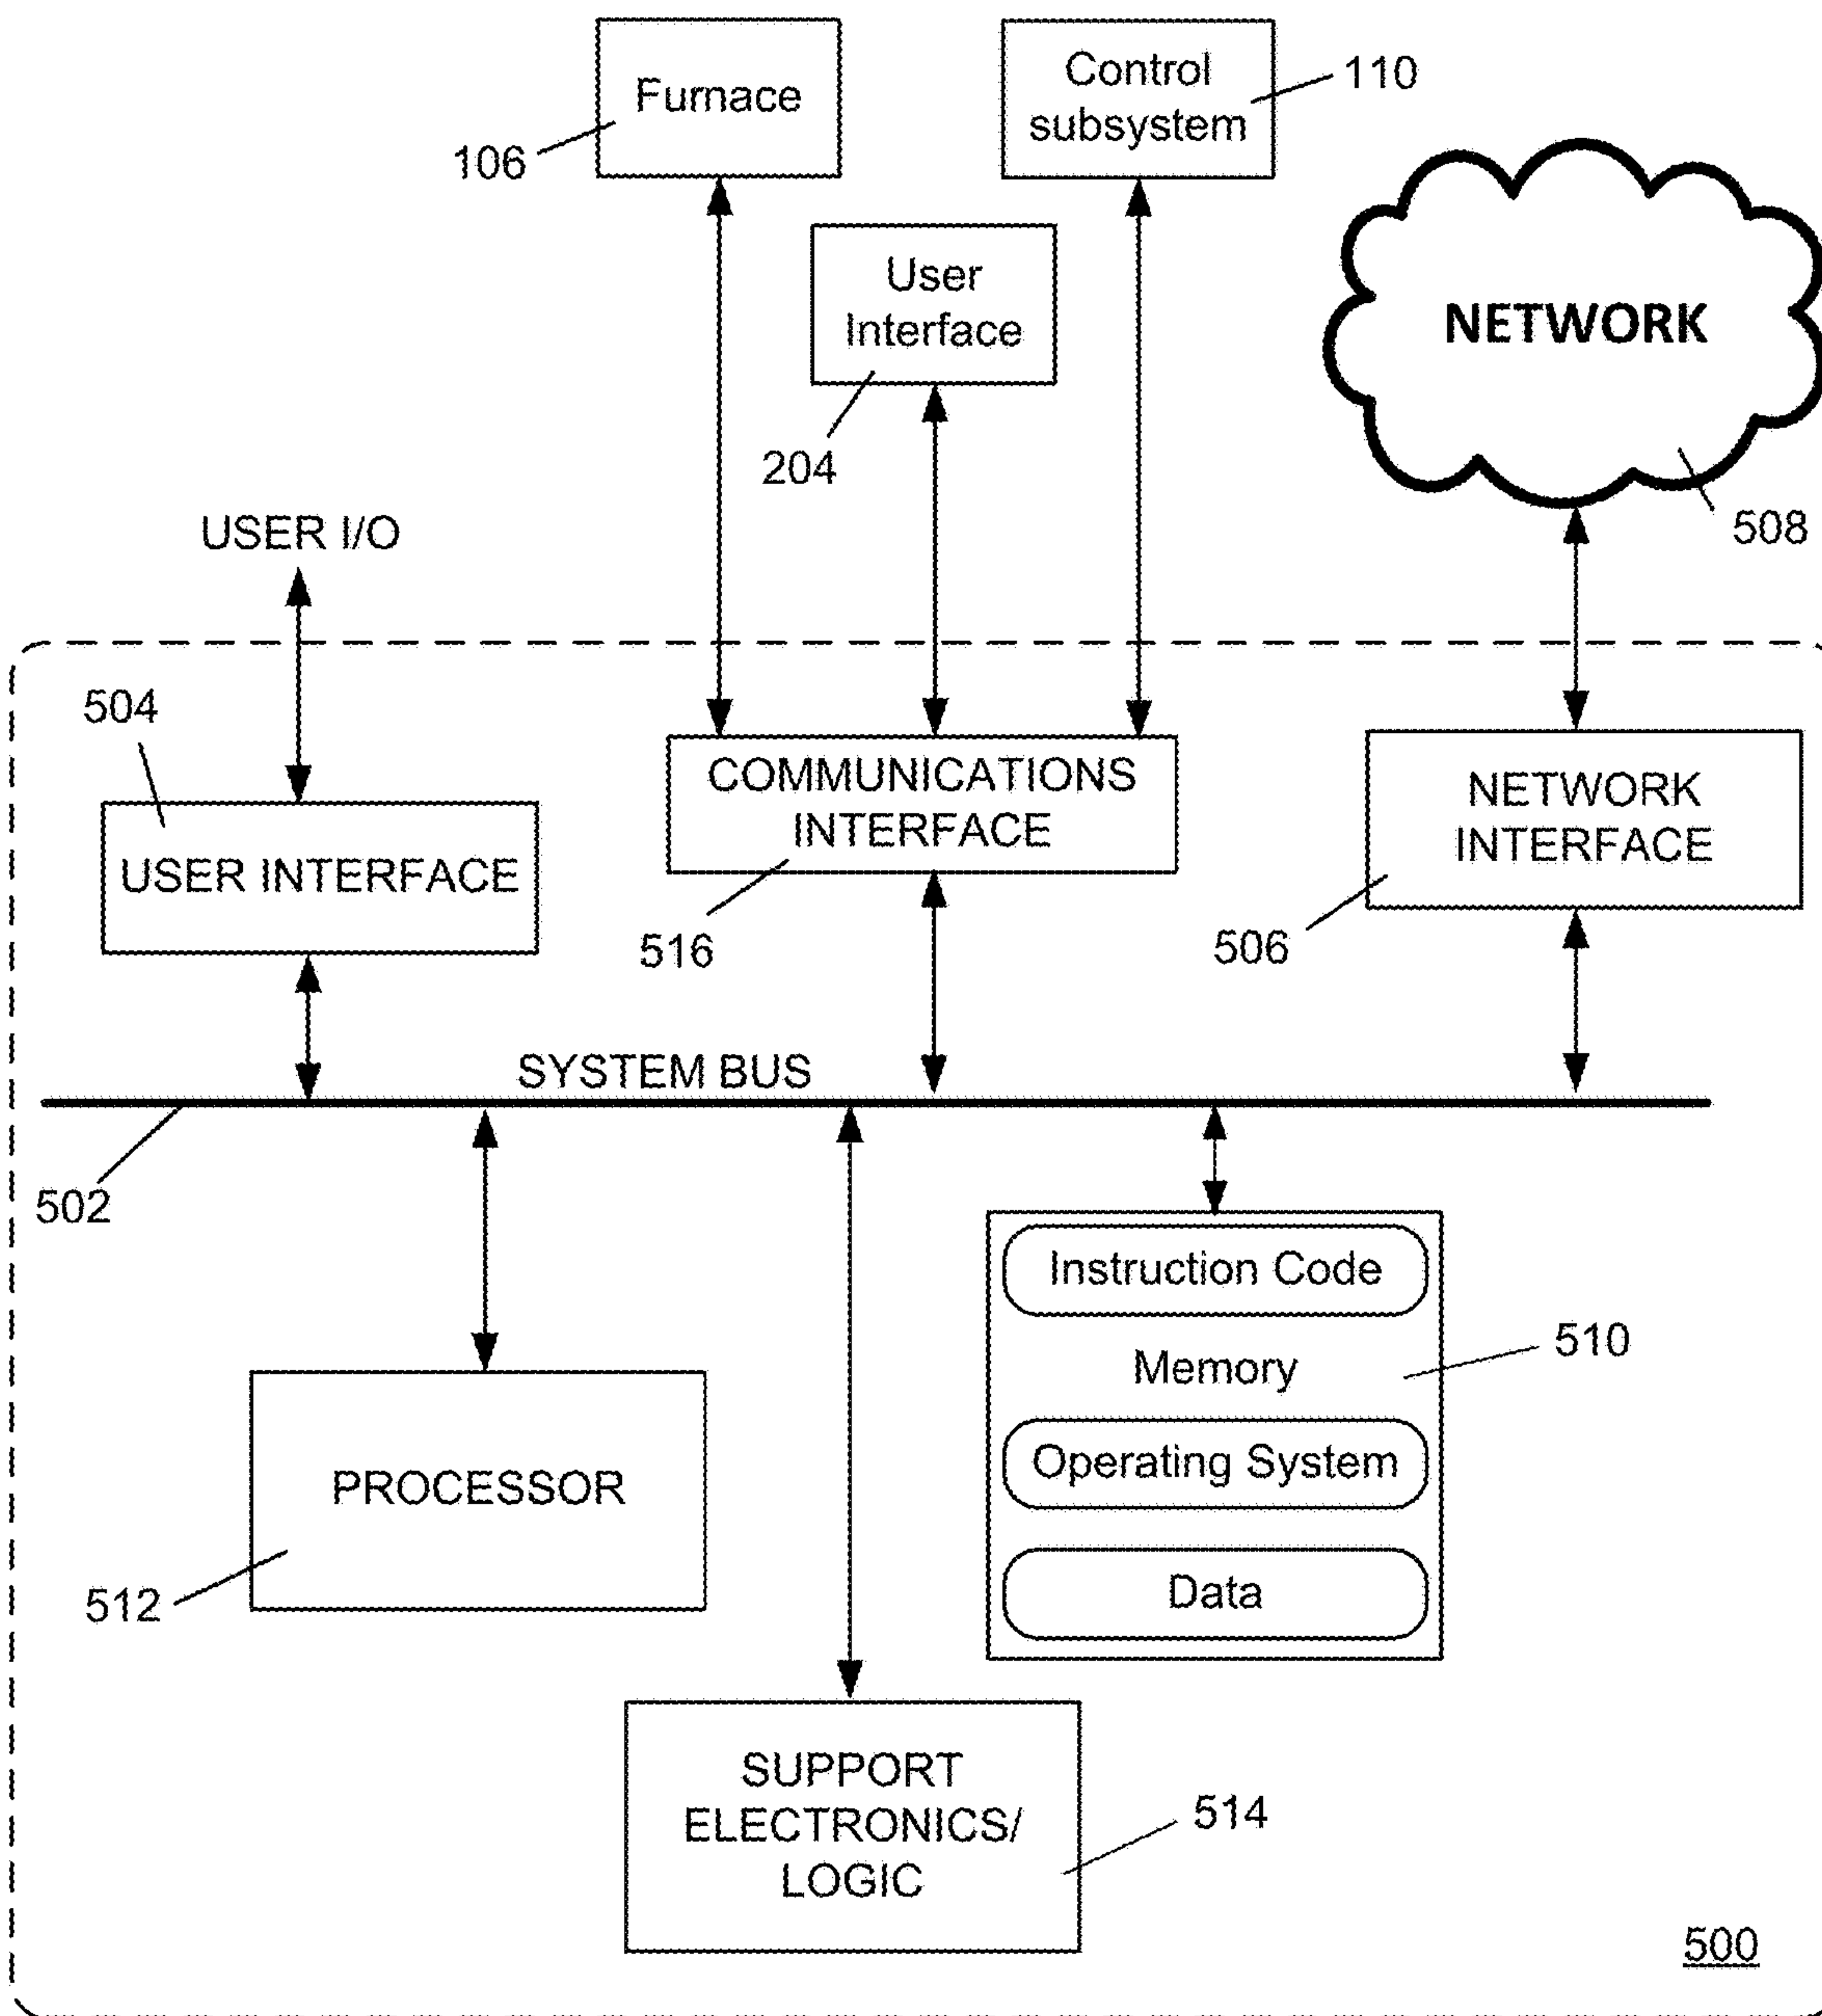 Furnace
106
Control
subsystem
110
User
Interface
204
NETWORK
508
USER I/O
504
USER INTERFACE
COMMUNICATIONS
INTERFACE
516
NETWORK
INTERFACE
506
SYSTEM BUS
502
Instruction Code
Memory
510
Operating System
Data
PROCESSOR
512
SUPPORT
ELECTRONICS/
LOGIC
514
500